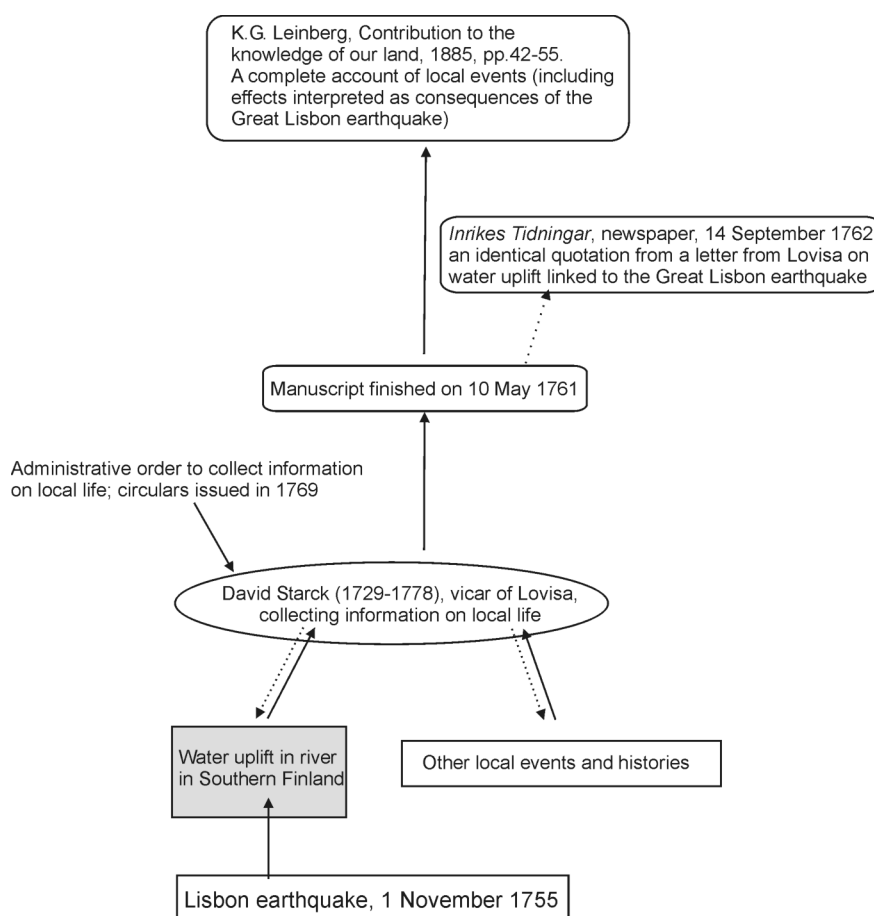 K.G. Leinberg, Contribution to the
knowledge of our land, 1885, pp.42-55.
A complete account of local events (including
effects interpreted as consequences of the
Great Lisbon earthquake)
Inrikes Tidningar, newspaper, 14 September 1762
an identical quotation from a letter from Lovisa on
water uplift linked to the Great Lisbon earthquake
Manuscript finished on 10 May 1761
Administrative order to collect information
on local life; circulars issued in 1769
David Starck (1729-1778), vicar of Lovisa,
collecting information on local life
Water uplift in river
in Southern Finland
Other local events and histories
Lisbon earthquake, 1 November 1755